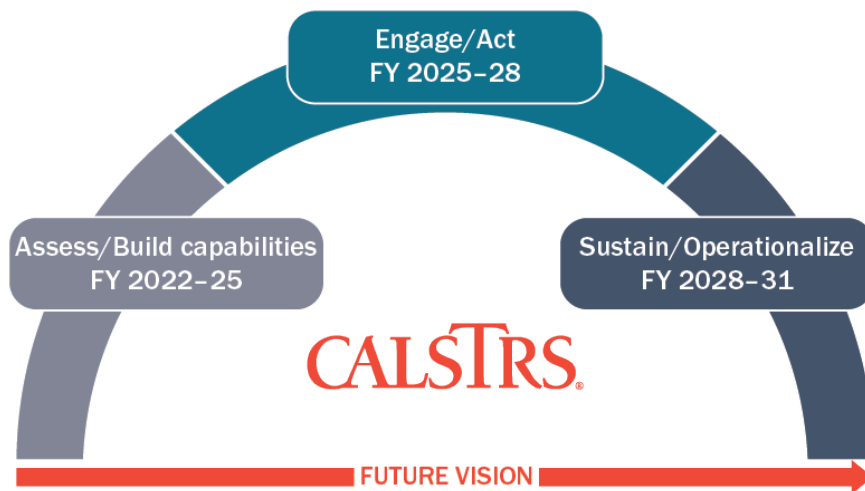 Engage/Act
FY 2025–28
Assess/Build capabilities
FY 2022–25
Sustain/Operationalize
FY 2028–31
CALSTRS®
FUTURE VISION